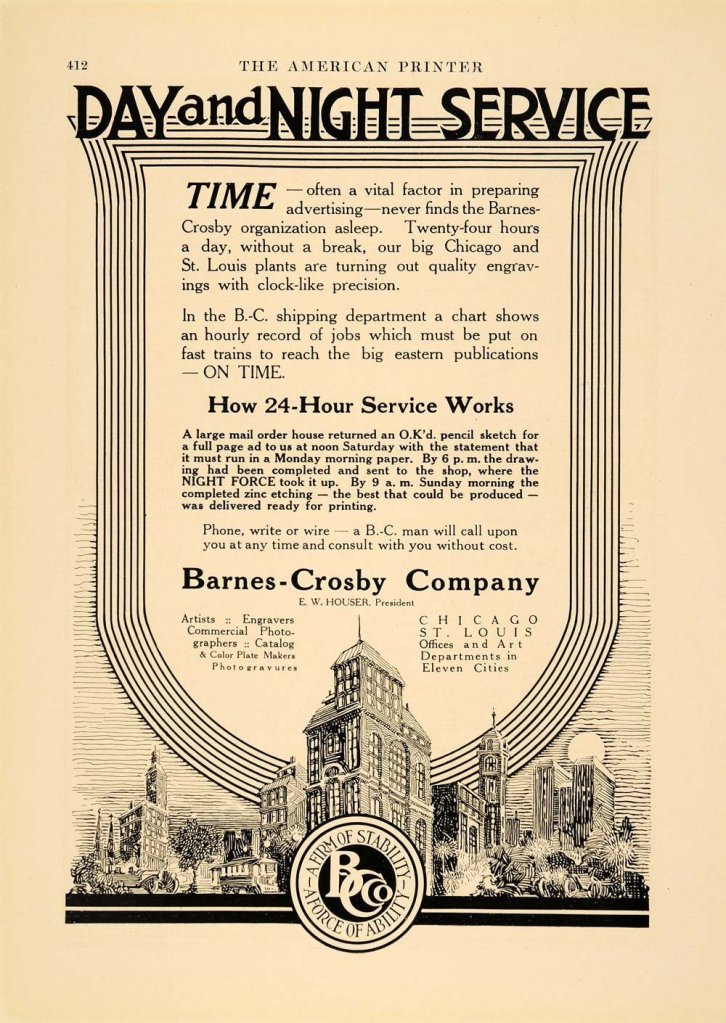 412
THE AMERICAN PRINTER
DAY and NIGHT SERVICE
TIME — often a vital factor in preparing
advertising—never finds the Barnes-
Crosby organization asleep. Twenty-four hours
a day, without a break, our big Chicago and
St. Louis plants are turning out quality engrav-
ings with clock-like precision.
In the B.-C. shipping department a chart shows
an hourly record of jobs which must be put on
fast trains to reach the big eastern publications
— ON TIME.
How 24-Hour Service Works
A large mail order house returned an O.K'd. pencil sketch for
a full page ad to us at noon Saturday with the statement that
it must run in a Monday morning paper. By 6 p. m. the draw-
ing had been completed and sent to the shop, where the
NIGHT FORCE took it up. By 9 a. m. Sunday morning the
completed zinc etching — the best that could be produced —
was delivered ready for printing.
Phone, write or wire — a B.-C. man will call upon
you at any time and consult with you without cost.
Barnes-Crosby Company
E. W. HOUSER, President
Artists :: Engravers
Commercial Photo-
graphers :: Catalog
& Color Plate Makers
Photogravures
CHICAGO
ST. LOUIS
Offices and Art
Departments in
Eleven Cities
A FIRM OF STABILITY
BCCo
A FORCE OF ABILITY